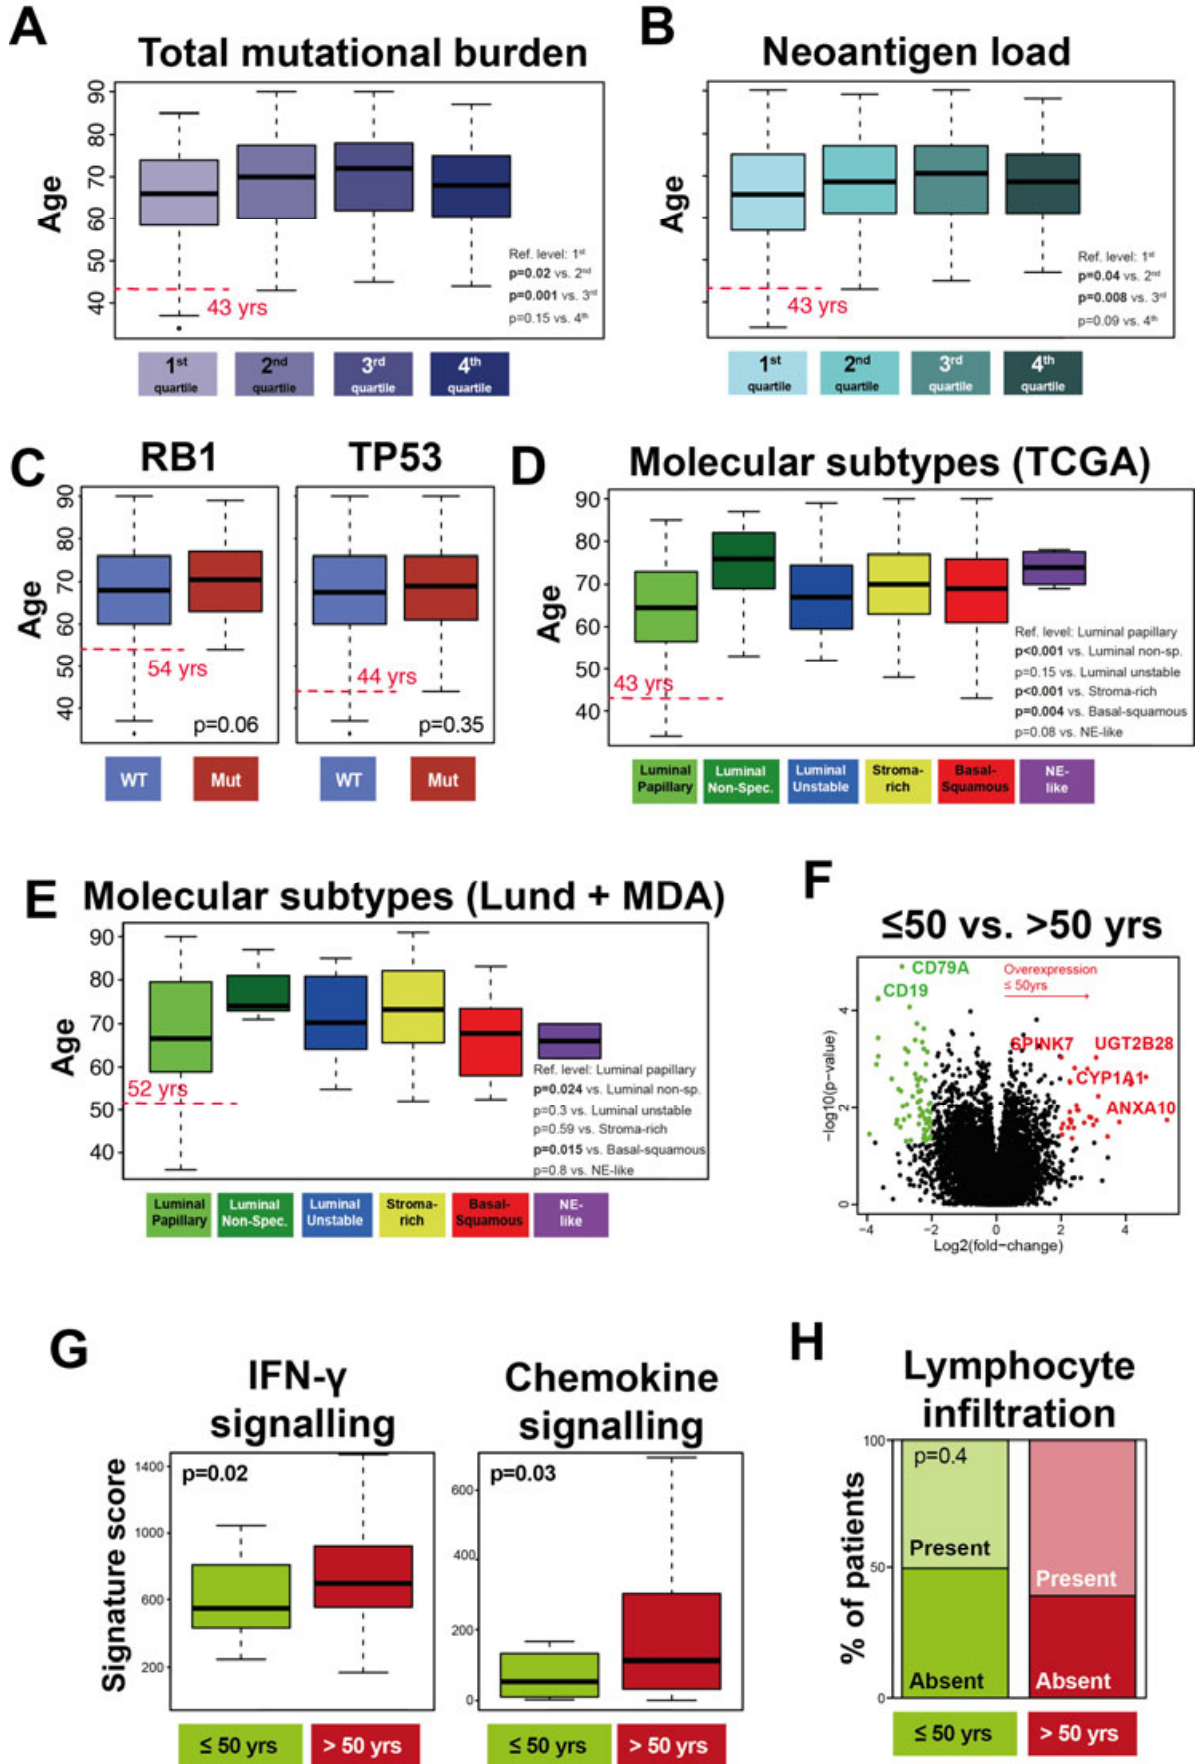 A
Total mutational burden
Age
90
80
70
60
50
40
43 yrs
Ref. level: 1st
p=0.02 vs. 2nd
p=0.001 vs. 3rd
p=0.15 vs. 4th
1st quartile
2nd quartile
3rd quartile
4th quartile
B
Neoantigen load
Age
43 yrs
Ref. level: 1st
p=0.04 vs. 2nd
p=0.008 vs. 3rd
p=0.09 vs. 4th
1st quartile
2nd quartile
3rd quartile
4th quartile
C
RB1
TP53
Age
90
80
70
60
50
40
54 yrs
p=0.06
44 yrs
p=0.35
WT
Mut
WT
Mut
D
Molecular subtypes (TCGA)
Age
90
80
70
60
50
40
43 yrs
Ref. level: Luminal papillary
p<0.001 vs. Luminal non-sp.
p=0.15 vs. Luminal unstable
p<0.001 vs. Stroma-rich
p=0.004 vs. Basal-squamous
p=0.08 vs. NE-like
Luminal
Papillary
Luminal
Non-Spec.
Luminal
Unstable
Stroma-
rich
Basal-
Squamous
NE-
like
E
Molecular subtypes (Lund + MDA)
Age
90
80
70
60
50
40
52 yrs
Ref. level: Luminal papillary
p=0.024 vs. Luminal non-sp.
p=0.3 vs. Luminal unstable
p=0.59 vs. Stroma-rich
p=0.015 vs. Basal-squamous
p=0.8 vs. NE-like
Luminal
Papillary
Luminal
Non-Spec.
Luminal
Unstable
Stroma-
rich
Basal-
Squamous
NE-
like
F
≤50 vs. >50 yrs
CD79A
CD19
Overexpression
≤ 50yrs
SPINK7
UGT2B28
CYP1A1
ANXA10
−log10(p−value)
4
2
0
−4
−2
0
2
4
Log2(fold−change)
G
IFN-γ
signalling
Signature score
1400
1000
600
200
p=0.02
≤ 50 yrs
> 50 yrs
Chemokine
signalling
600
400
200
0
p=0.03
≤ 50 yrs
> 50 yrs
H
Lymphocyte
infiltration
% of patients
100
50
0
p=0.4
Present
Absent
Present
Absent
≤ 50 yrs
> 50 yrs